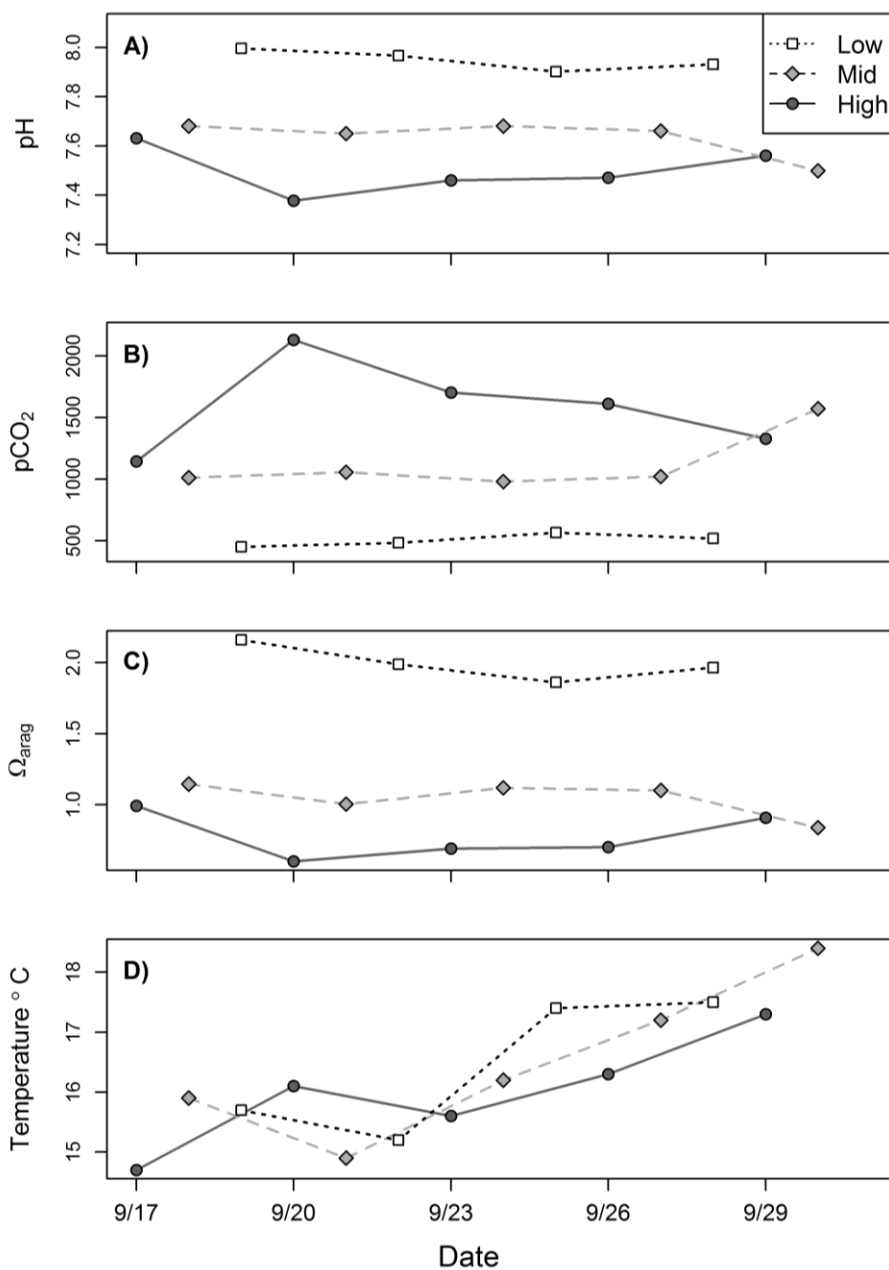 A)
Low
Mid
High
pH
8.0
7.8
7.6
7.4
7.2
B)
pCO₂
2000
1500
1000
500
C)
Ωarag
2.0
1.5
1.0
D)
Temperature ° C
18
17
16
15
9/17 9/20 9/23 9/26 9/29
Date